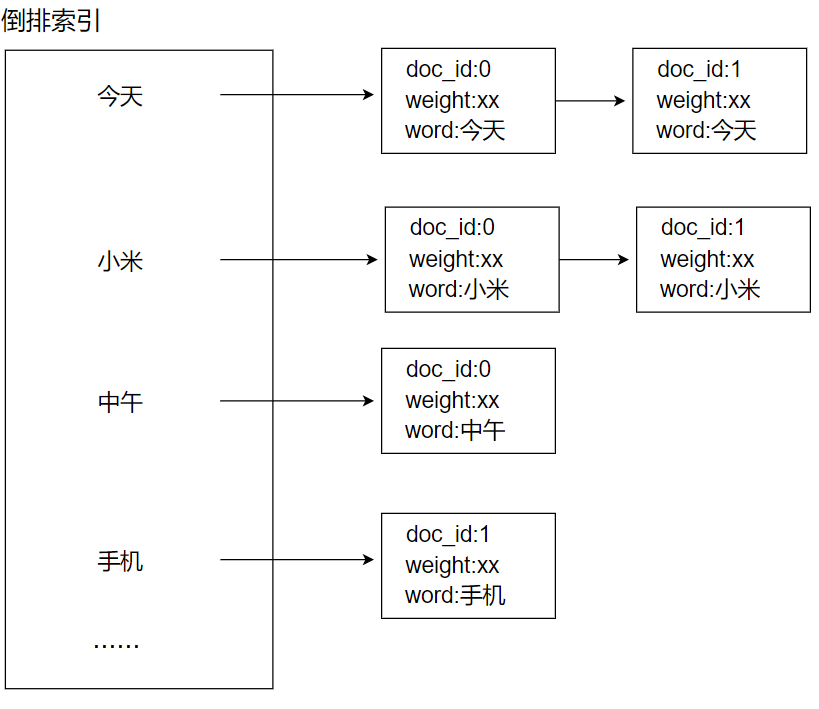 倒排索引
今天
doc_id:0
weight:xx
word:今天
doc_id:1
weight:xx
word:今天
小米
doc_id:0
weight:xx
word:小米
doc_id:1
weight:xx
word:小米
中午
doc_id:0
weight:xx
word:中午
手机
doc_id:1
weight:xx
word:手机
......